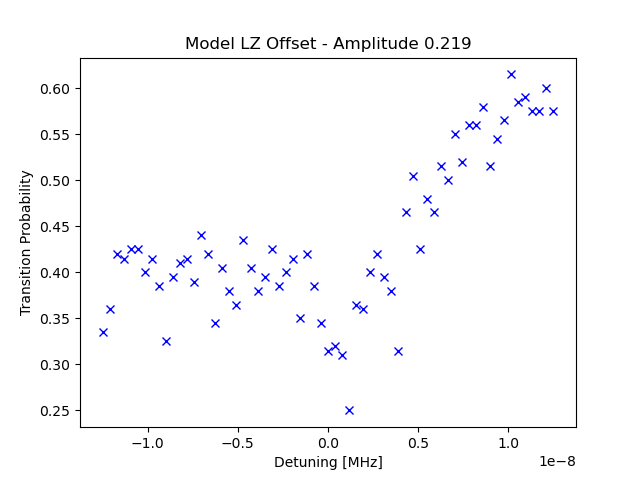 Model LZ Offset - Amplitude 0.219
Transition Probability
0.60
0.55
0.50
0.45
0.40
0.35
0.30
0.25
−1.0 −0.5 0.0 0.5 1.0
1e−8
Detuning [MHz]